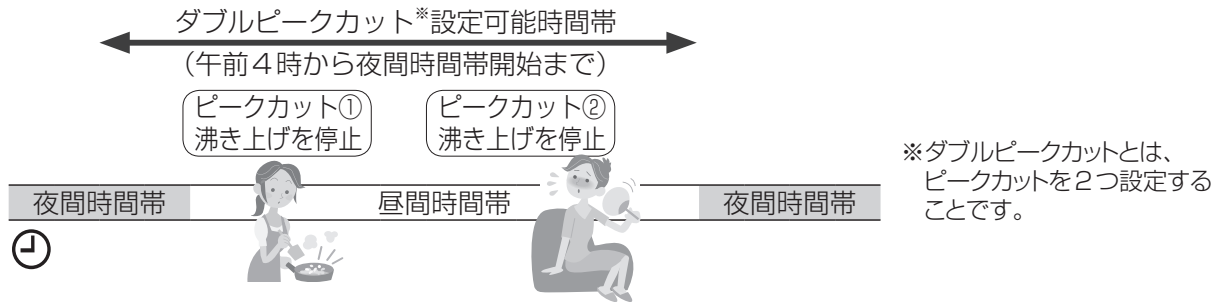 ダブルピークカット※設定可能時間帯
（午前４時から夜間時間帯開始まで）
ピークカット①
沸き上げを停止
ピークカット②
沸き上げを停止
※ダブルピークカットとは、
ピークカットを２つ設定する
ことです。
夜間時間帯
昼間時間帯
夜間時間帯